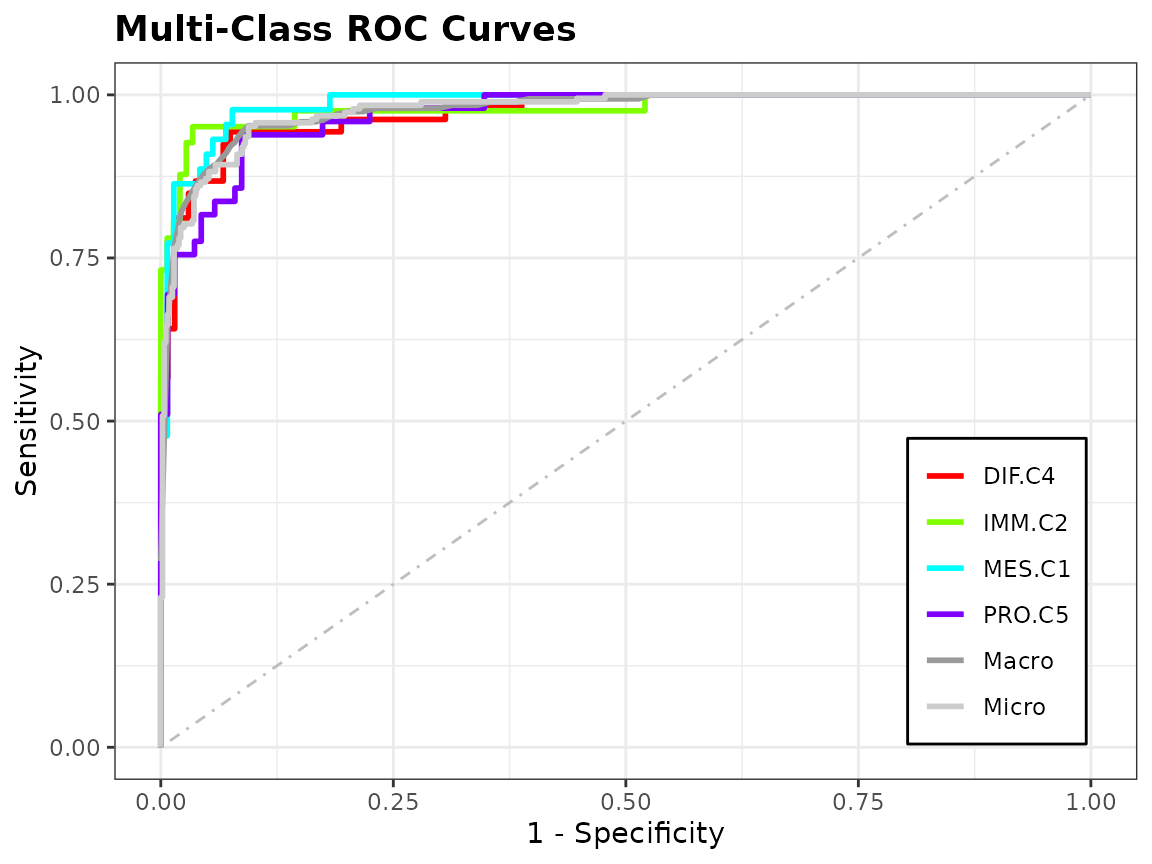 Multi-Class ROC Curves
1.00
0.75
0.50
0.25
0.00
Sensitivity
DIF.C4
IMM.C2
MES.C1
PRO.C5
Macro
Micro
0.00 0.25 0.50 0.75 1.00
1 - Specificity